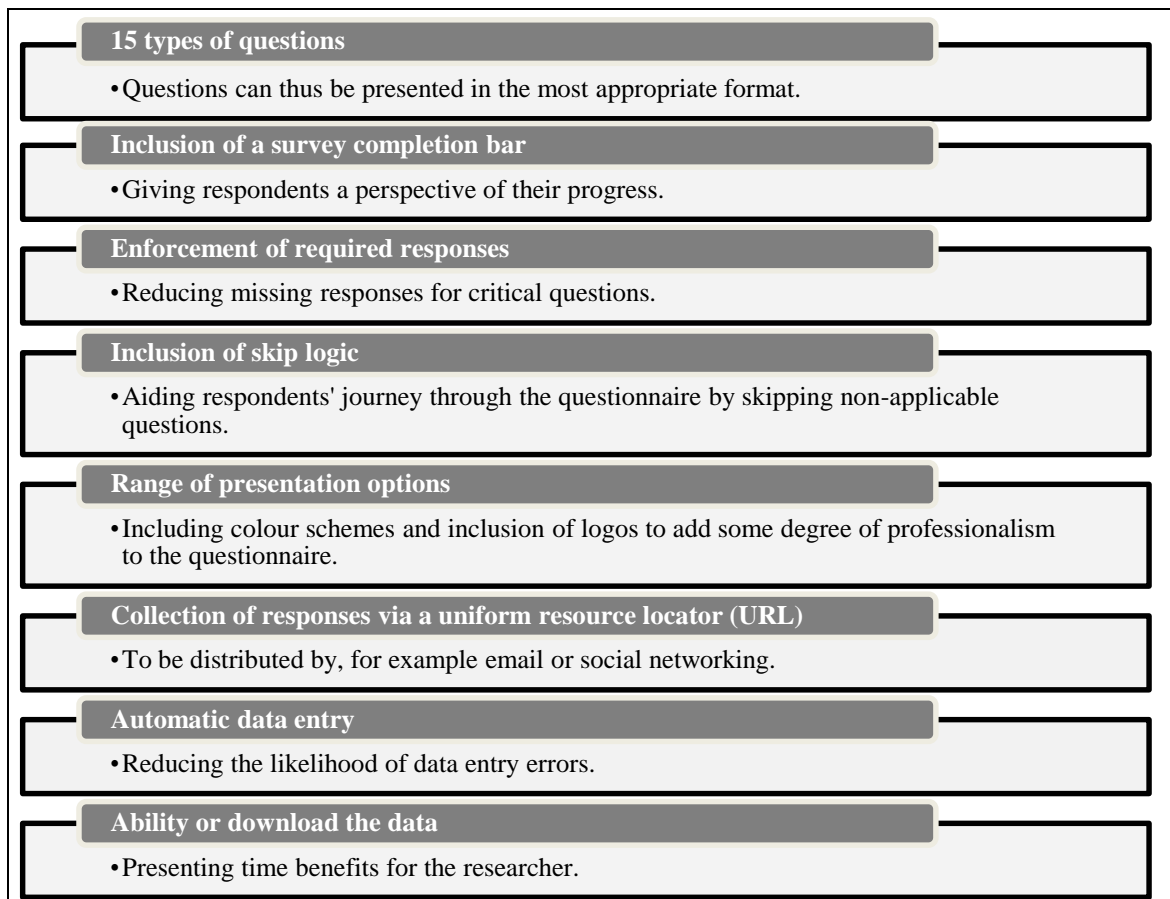 15 types of questions
•Questions can thus be presented in the most appropriate format.
Inclusion of a survey completion bar
•Giving respondents a perspective of their progress.
Enforcement of required responses
•Reducing missing responses for critical questions.
Inclusion of skip logic
•Aiding respondents' journey through the questionnaire by skipping non-applicable
questions.
Range of presentation options
•Including colour schemes and inclusion of logos to add some degree of professionalism
to the questionnaire.
Collection of responses via a uniform resource locator (URL)
•To be distributed by, for example email or social networking.
Automatic data entry
•Reducing the likelihood of data entry errors.
Ability or download the data
•Presenting time benefits for the researcher.